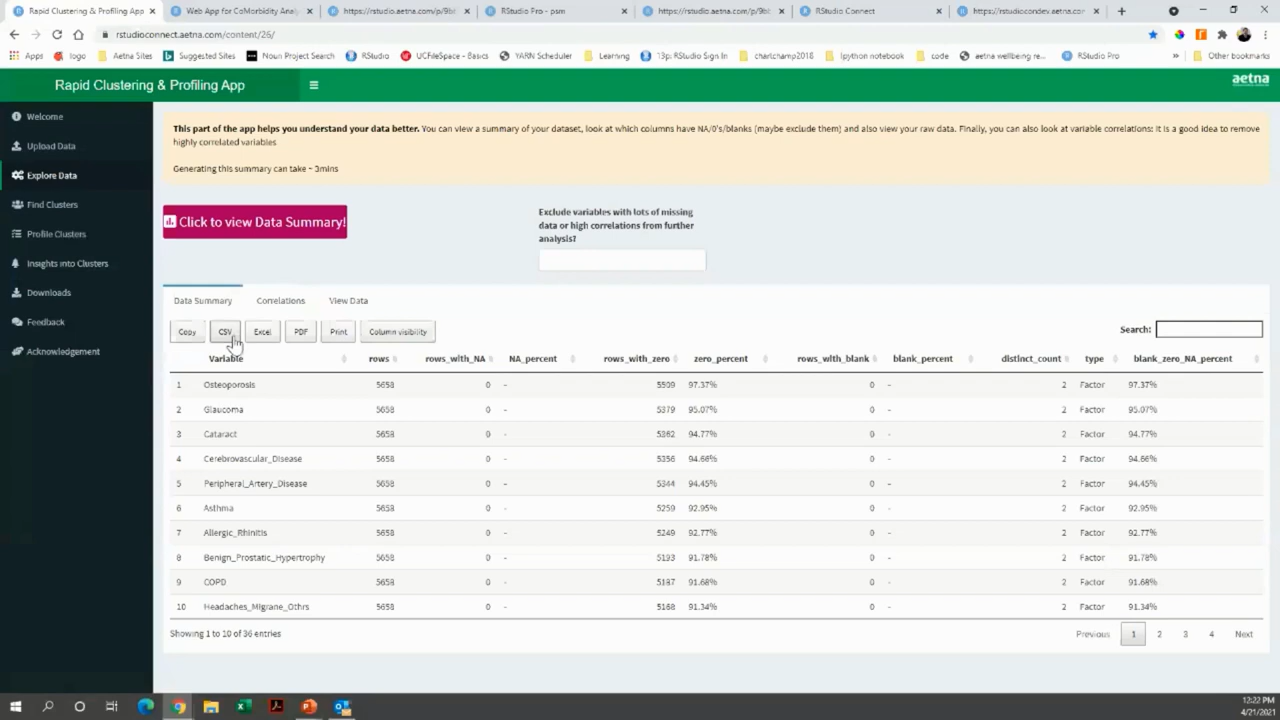 Rapid Clustering & Profiling App
Web App for CoMorbidity Anal
https://rstudio.aetna.com/p/9b
RStudio Pro - psm
https://rstudio.aetna.com/p/9b
RStudio Connect
https://rstudiocondev.aetna.com
rstudioconnect.aetna.com/content/26/
Apps
logo
Aetna Sites
Suggested Sites
Noun Project Search
RStudio
UCFileSpace - Basics
YARN Scheduler
Learning
13p: RStudio Sign In
chartchamp2018
Ipython notebook
code
aetna wellbeing re...
RStudio Pro
Other bookmarks
Rapid Clustering & Profiling App
aetna
Welcome
Upload Data
Explore Data
Find Clusters
Profile Clusters
Insights into Clusters
Downloads
Feedback
Acknowledgement
This part of the app helps you understand your data better. You can view a summary of your dataset, look at which columns have NA/0's/blanks (maybe exclude them) and also view your raw data. Finally, you can also look at variable correlations: it is a good idea to remove
highly correlated variables
Generating this summary can take ~ 3mins
Click to view Data Summary!
Exclude variables with lots of missing
data or high correlations from further
analysis?
Data Summary Correlations View Data
Copy CSV Excel PDF Print Column visibility
Search:
Variable rows rows_with_NA NA_percent rows_with_zero zero_percent rows_with_blank blank_percent distinct_count type blank_zero_NA_percent
1 Osteoporosis 5658 0 - 5509 97.37% 0 - 2 Factor 97.37%
2 Glaucoma 5658 0 - 5379 95.07% 0 - 2 Factor 95.07%
3 Cataract 5658 0 - 5362 94.77% 0 - 2 Factor 94.77%
4 Cerebrovascular_Disease 5658 0 - 5356 94.66% 0 - 2 Factor 94.66%
5 Peripheral_Artery_Disease 5658 0 - 5344 94.45% 0 - 2 Factor 94.45%
6 Asthma 5658 0 - 5259 92.95% 0 - 2 Factor 92.95%
7 Allergic_Rhinitis 5658 0 - 5249 92.77% 0 - 2 Factor 92.77%
8 Benign_Prostatic_Hypertrophy 5658 0 - 5193 91.78% 0 - 2 Factor 91.78%
9 COPD 5658 0 - 5187 91.68% 0 - 2 Factor 91.68%
10 Headaches_Migrane_Othrs 5658 0 - 5168 91.34% 0 - 2 Factor 91.34%
Showing 1 to 10 of 36 entries
Previous 1 2 3 4 Next
12:22 PM
4/21/2021